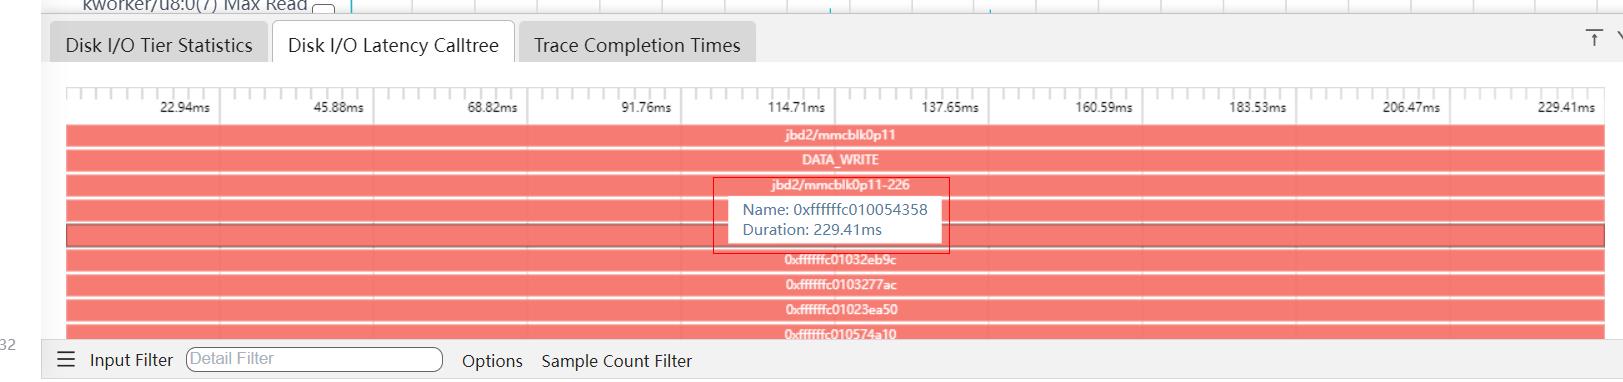 kworker/u8:0(7) Max Read
Disk I/O Tier Statistics Disk I/O Latency Calltree Trace Completion Times
22.94ms 45.88ms 68.82ms 91.76ms 114.71ms 137.65ms 160.59ms 183.53ms 206.47ms 229.41ms
jbd2/mmcblk0p11
DATA_WRITE
jbd2/mmcblk0p11-226
Name: 0xffffffc010054358
Duration: 229.41ms
0xffffffc01032eb9c
0xffffffc0103277ac
0xffffffc01023ea50
0xffffffc010574a10
32
Input Filter Detail Filter Options Sample Count Filter